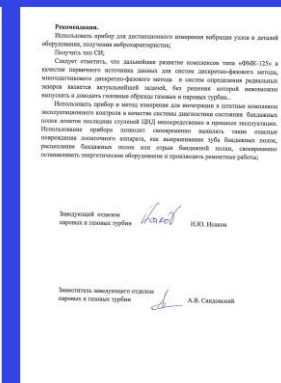 Рекомендации.
Использовать прибор для дистанционного измерения вибрации узлов и деталей
оборудования, получения виброхарактеристик;
Получить тип СИ;
Следует отметить, что дальнейшее развитие комплексов типа «ФМК-125» в
качестве первичного источника данных для систем дискретно-фазового метода,
многодатчикового дискретно-фазового метода и систем определения радиальных
зазоров является актуальнейшей задачей, без решения которой невозможно
выпускать и доводить головные образцы газовых и паровых турбин.
Использовать прибор и метод измерения для интеграции в штатные комплексы
эксплуатационного контроля в качестве системы диагностики состояния бандажных
полок лопаток последних ступеней ЦНД непосредственно в процессе эксплуатации.
Использование прибора позволит своевременно выявлять такие опасные
повреждения лопаточного аппарата, как выкрашивание зуба бандажных полок,
расцепление бандажных полок или отрыв бандажной полки, своевременно
останавливать энергетическое оборудование и производить ремонтные работы;
Заведующий отделом
паровых и газовых турбин Н.Ю. Исаков
Заместитель заведующего отделом
паровых и газовых турбин А.В. Сандовский